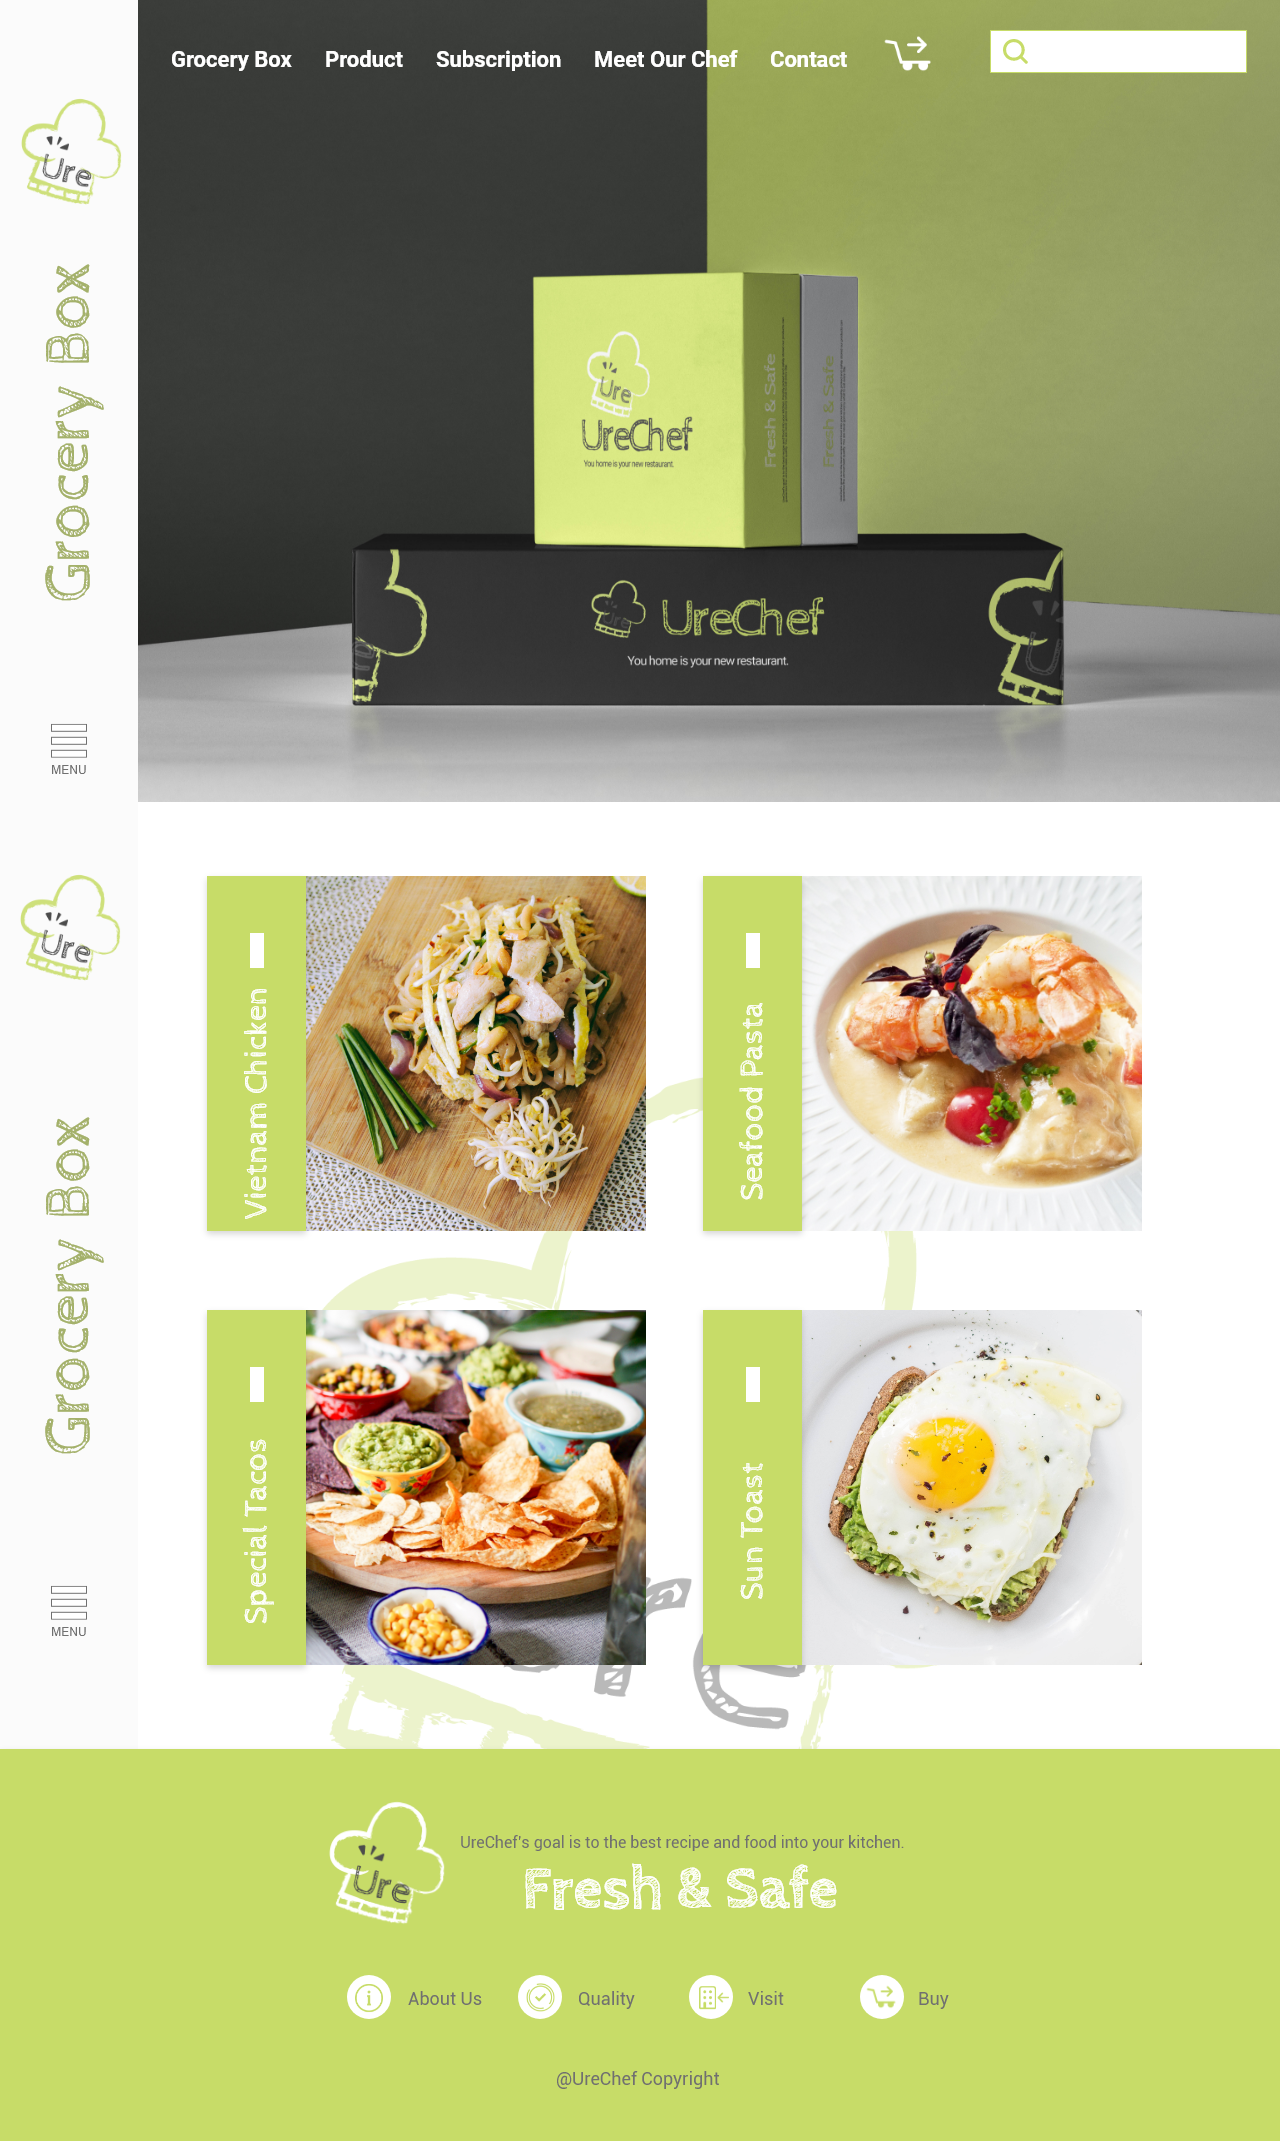 Grocery Box Product Subscription Meet Our Chef Contact
Ure
Grocery Box
MENU
Ure
UreChef
You home is your new restaurant.
Fresh & Safe
Fresh & Safe
Ure
UreChef
You home is your new restaurant.
Ure
Ure
Grocery Box
MENU
Vietnam Chicken
Seafood Pasta
Special Tacos
Sun Toast
Ure
UreChef's goal is to the best recipe and food into your kitchen.
Fresh & Safe
About Us Quality Visit Buy
@UreChef Copyright